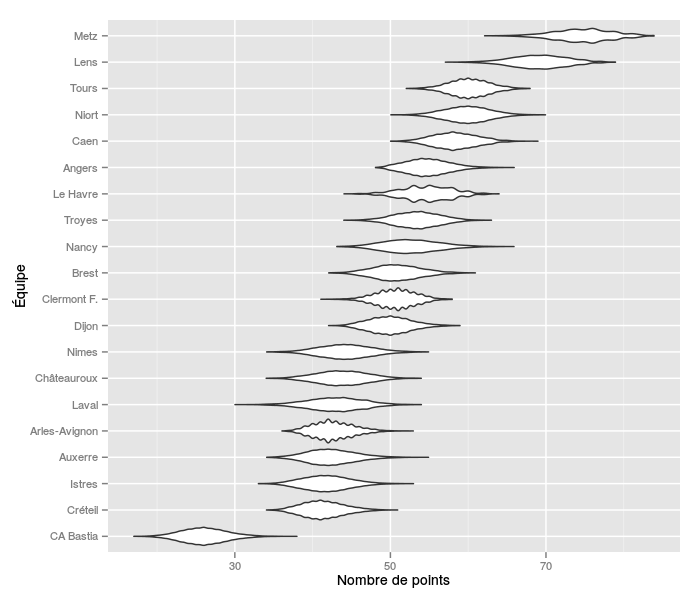 Metz
Lens
Tours
Niort
Caen
Angers
Le Havre
Troyes
Nancy
Brest
Clermont F.
Dijon
Nimes
Châteauroux
Laval
Arles-Avignon
Auxerre
Istres
Créteil
CA Bastia
Équipe
30 50 70
Nombre de points